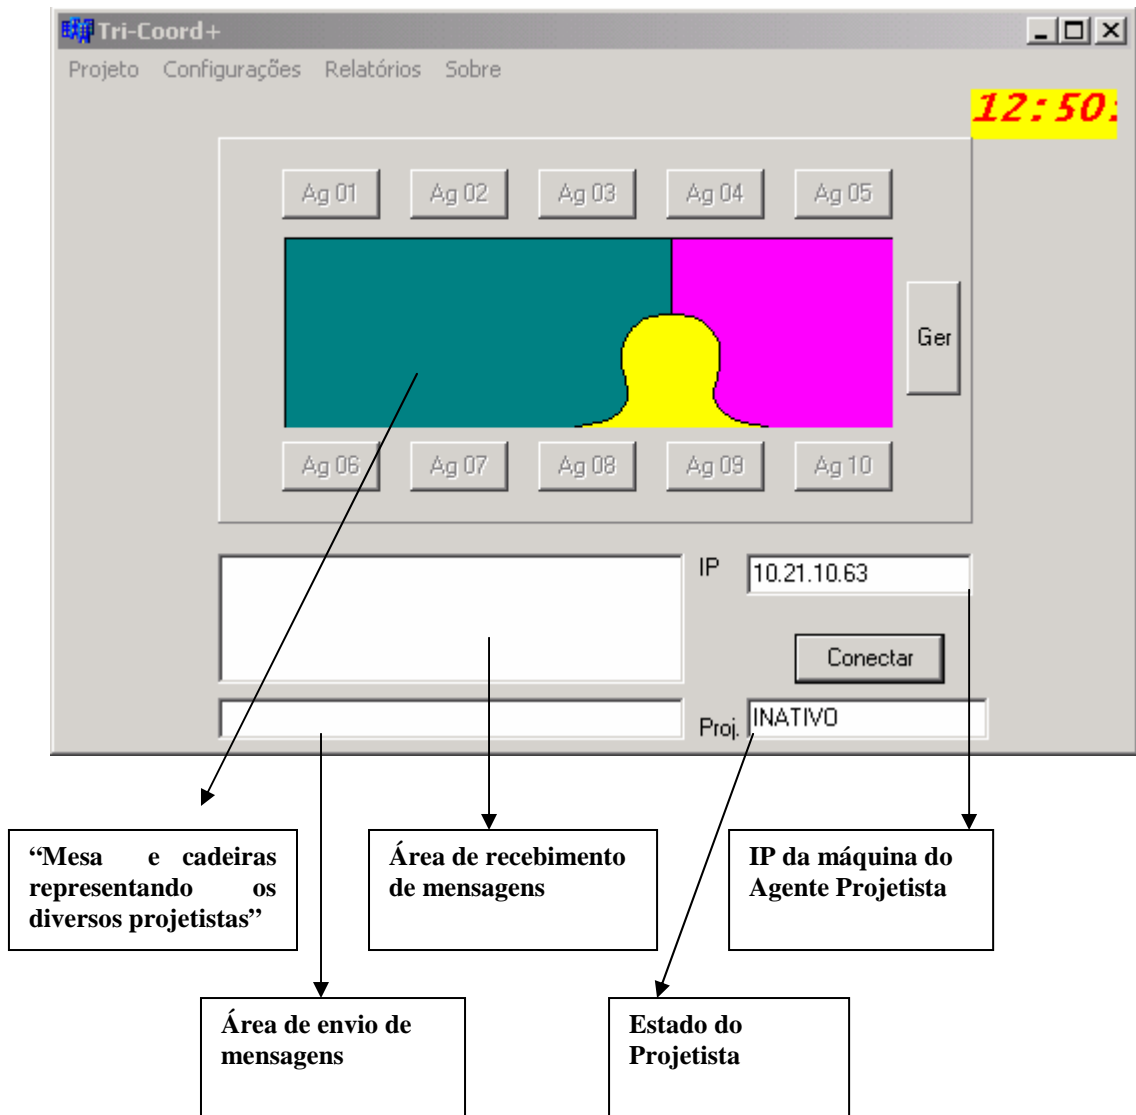 Tri-Coord+
Projeto Configurações Relatórios Sobre
12:50:
Ag 01 Ag 02 Ag 03 Ag 04 Ag 05
Ger
Ag 06 Ag 07 Ag 08 Ag 09 Ag 10
IP 10.21.10.63
Conectar
Proj. INATIVO
“Mesa e cadeiras
representando os
diversos projetistas”
Área de recebimento
de mensagens
IP da máquina do
Agente Projetista
Área de envio de
mensagens
Estado do
Projetista